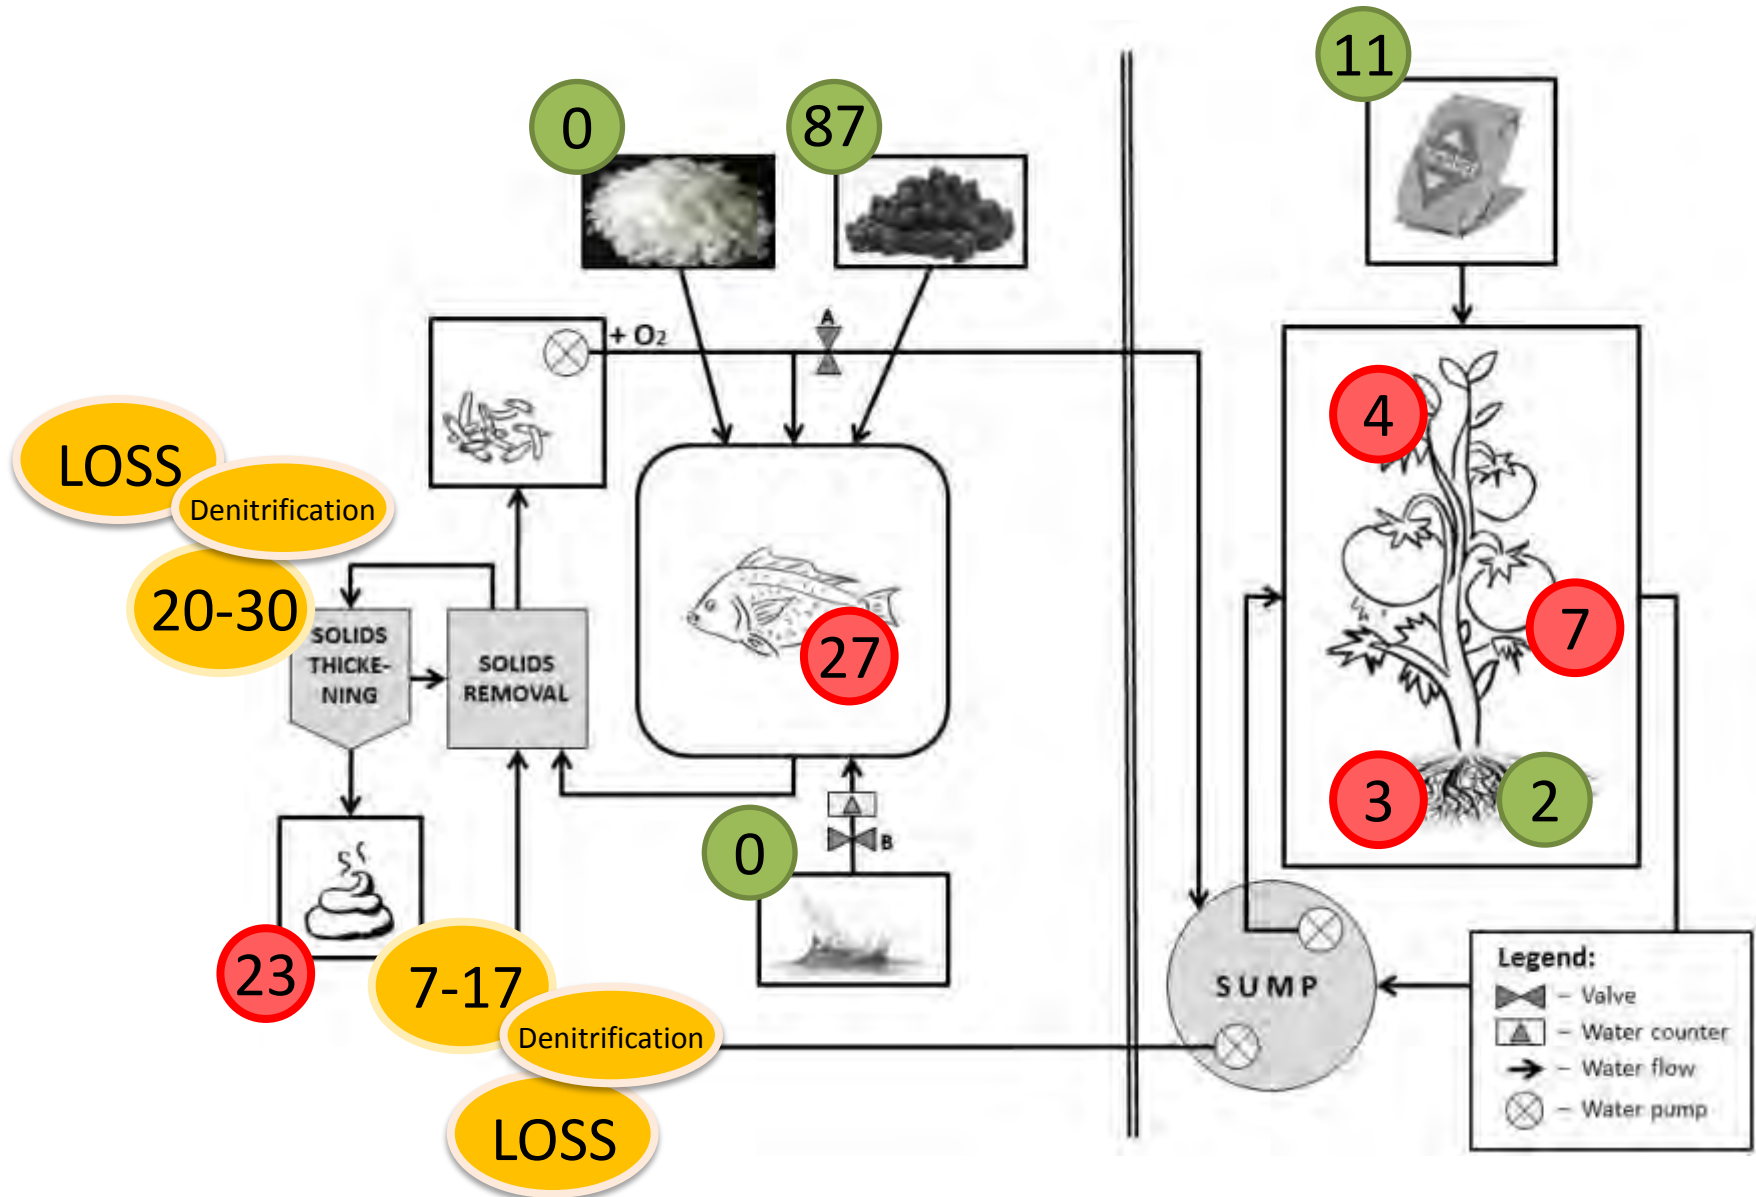 11
0
87
+ O₂
A
4
LOSS
Denitrification
20-30
SOLIDS
THICKE-
NING
SOLIDS
REMOVAL
27
7
3
2
0
B
23
7-17
Denitrification
LOSS
SUMP
Legend:
– Valve
– Water counter
– Water flow
– Water pump